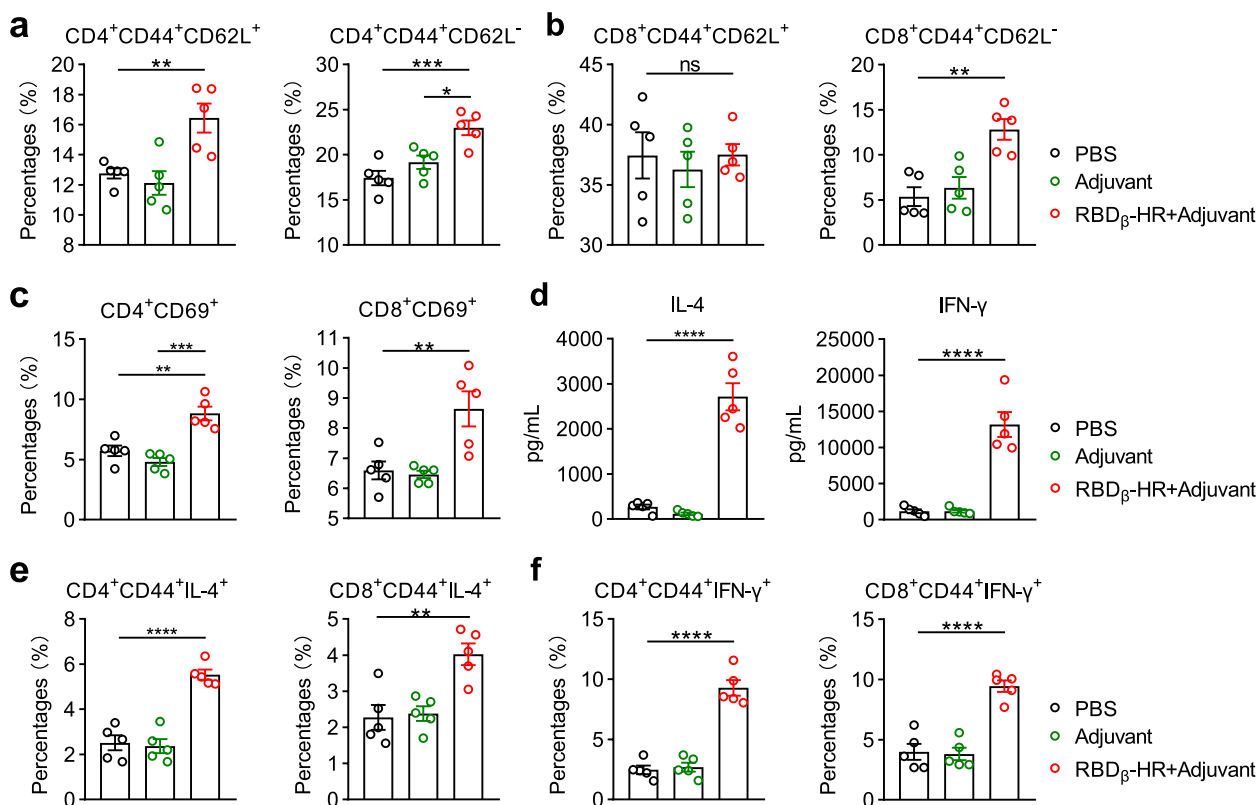 a
CD4⁺CD44⁺CD62L⁺
Percentages (%)
20
18
16
14
12
10
8
**
CD4⁺CD44⁺CD62L⁻
Percentages (%)
30
25
20
15
10
***
*
b
CD8⁺CD44⁺CD62L⁺
Percentages (%)
45
40
35
30
ns
CD8⁺CD44⁺CD62L⁻
Percentages (%)
20
15
10
5
0
**
PBS
Adjuvant
RBDᵦ-HR+Adjuvant
c
CD4⁺CD69⁺
Percentages (%)
15
10
5
0
***
**
CD8⁺CD69⁺
Percentages (%)
11
10
9
8
7
6
5
**
d
IL-4
pg/mL
4000
3000
2000
1000
0
****
IFN-γ
pg/mL
25000
20000
15000
10000
5000
0
****
PBS
Adjuvant
RBDᵦ-HR+Adjuvant
e
CD4⁺CD44⁺IL-4⁺
Percentages (%)
8
6
4
2
0
****
CD8⁺CD44⁺IL-4⁺
Percentages (%)
5
4
3
2
1
0
**
f
CD4⁺CD44⁺IFN-γ⁺
Percentages (%)
15
10
5
0
****
CD8⁺CD44⁺IFN-γ⁺
Percentages (%)
15
10
5
0
****
PBS
Adjuvant
RBDᵦ-HR+Adjuvant